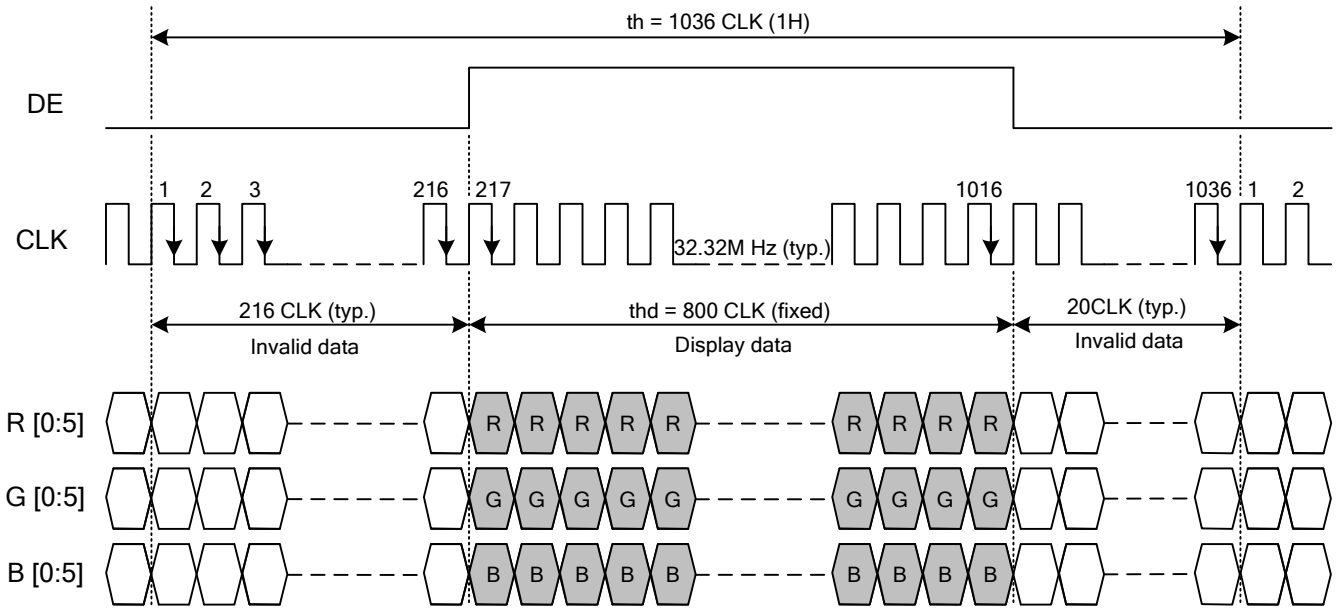 th = 1036 CLK (1H)
DE
1 2 3 216 217 1016 1036 1 2
CLK
32.32M Hz (typ.)
216 CLK (typ.) thd = 800 CLK (fixed) 20CLK (typ.)
Invalid data Display data Invalid data
R [0:5] R R R R R R R R R
G [0:5] G G G G G G G G G
B [0:5] B B B B B B B B B